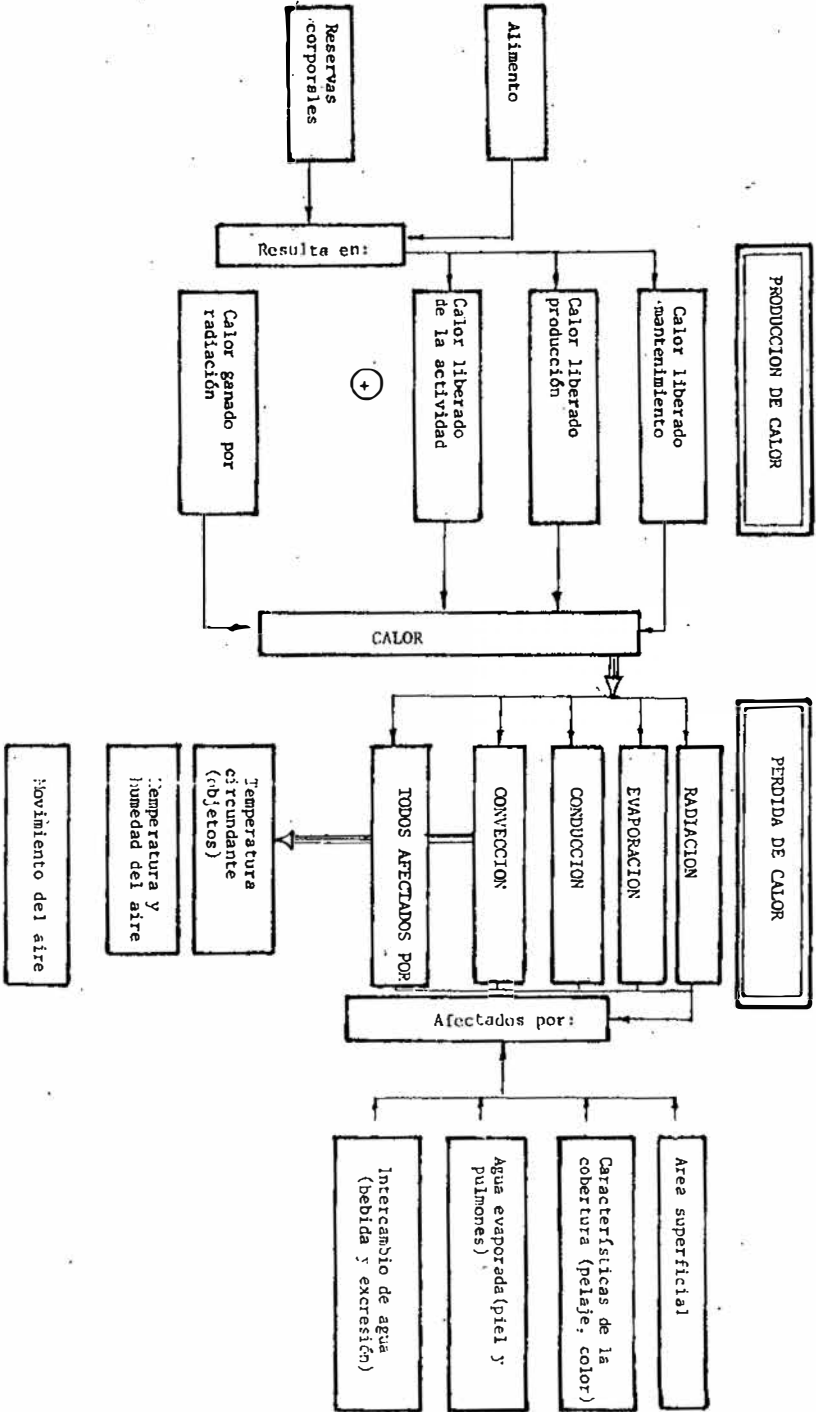 PRODUCCION DE CALOR
PERDIDA DE CALOR
Alimento
Reservas
corporales
Resulta en:
Calor liberado
mantenimiento
Calor liberado
producción
Calor liberado
de la actividad
+
Calor ganado por
radiación
CALOR
RADIACION
EVAPORACION
CONDUCCION
CONVECCION
TODOS AFECTADOS POR
Temperatura
circundante
(objetos)
Temperatura y
humedad del aire
Movimiento del aire
Afectados por:
Area superficial
Características de la
cobertura (pelaje, color)
Agua evaporada (piel y
pulmones)
Intercambio de agua
(bebida y excresión)